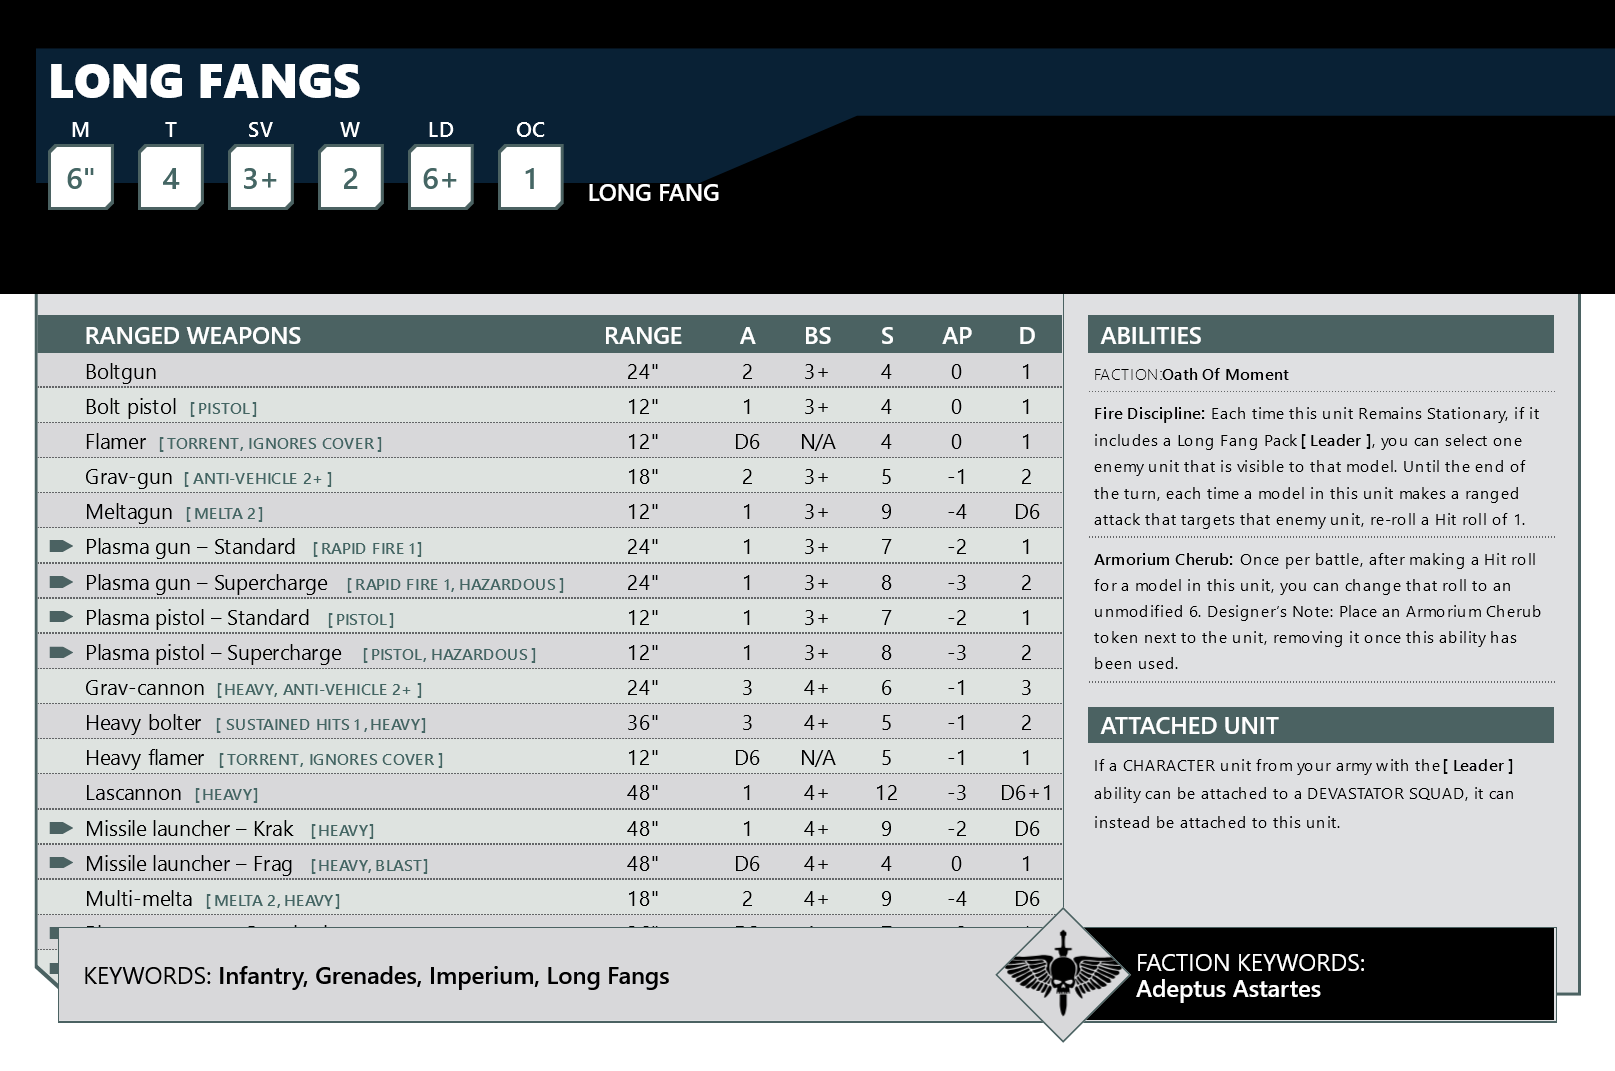 LONG FANGS
M T SV W LD OC
6" 4 3+ 2 6+ 1
LONG FANG
RANGED WEAPONS RANGE A BS S AP D
Boltgun 24" 2 3+ 4 0 1
Bolt pistol [PISTOL] 12" 1 3+ 4 0 1
Flamer [TORRENT, IGNORES COVER] 12" D6 N/A 4 0 1
Grav-gun [ANTI-VEHICLE 2+] 18" 2 3+ 5 -1 2
Meltagun [MELTA 2] 12" 1 3+ 9 -4 D6
Plasma gun – Standard [RAPID FIRE 1] 24" 1 3+ 7 -2 1
Plasma gun – Supercharge [RAPID FIRE 1, HAZARDOUS] 24" 1 3+ 8 -3 2
Plasma pistol – Standard [PISTOL] 12" 1 3+ 7 -2 1
Plasma pistol – Supercharge [PISTOL, HAZARDOUS] 12" 1 3+ 8 -3 2
Grav-cannon [HEAVY, ANTI-VEHICLE 2+] 24" 3 4+ 6 -1 3
Heavy bolter [SUSTAINED HITS 1, HEAVY] 36" 3 4+ 5 -1 2
Heavy flamer [TORRENT, IGNORES COVER] 12" D6 N/A 5 -1 1
Lascannon [HEAVY] 48" 1 4+ 12 -3 D6+1
Missile launcher – Krak [HEAVY] 48" 1 4+ 9 -2 D6
Missile launcher – Frag [HEAVY, BLAST] 48" D6 4+ 4 0 1
Multi-melta [MELTA 2, HEAVY] 18" 2 4+ 9 -4 D6
ABILITIES
FACTION:Oath Of Moment
Fire Discipline: Each time this unit Remains Stationary, if it
includes a Long Fang Pack [ Leader ], you can select one
enemy unit that is visible to that model. Until the end of
the turn, each time a model in this unit makes a ranged
attack that targets that enemy unit, re-roll a Hit roll of 1.
Armorium Cherub: Once per battle, after making a Hit roll
for a model in this unit, you can change that roll to an
unmodified 6. Designer’s Note: Place an Armorium Cherub
token next to the unit, removing it once this ability has
been used.
ATTACHED UNIT
If a CHARACTER unit from your army with the [ Leader ]
ability can be attached to a DEVASTATOR SQUAD, it can
instead be attached to this unit.
KEYWORDS: Infantry, Grenades, Imperium, Long Fangs
FACTION KEYWORDS:
Adeptus Astartes